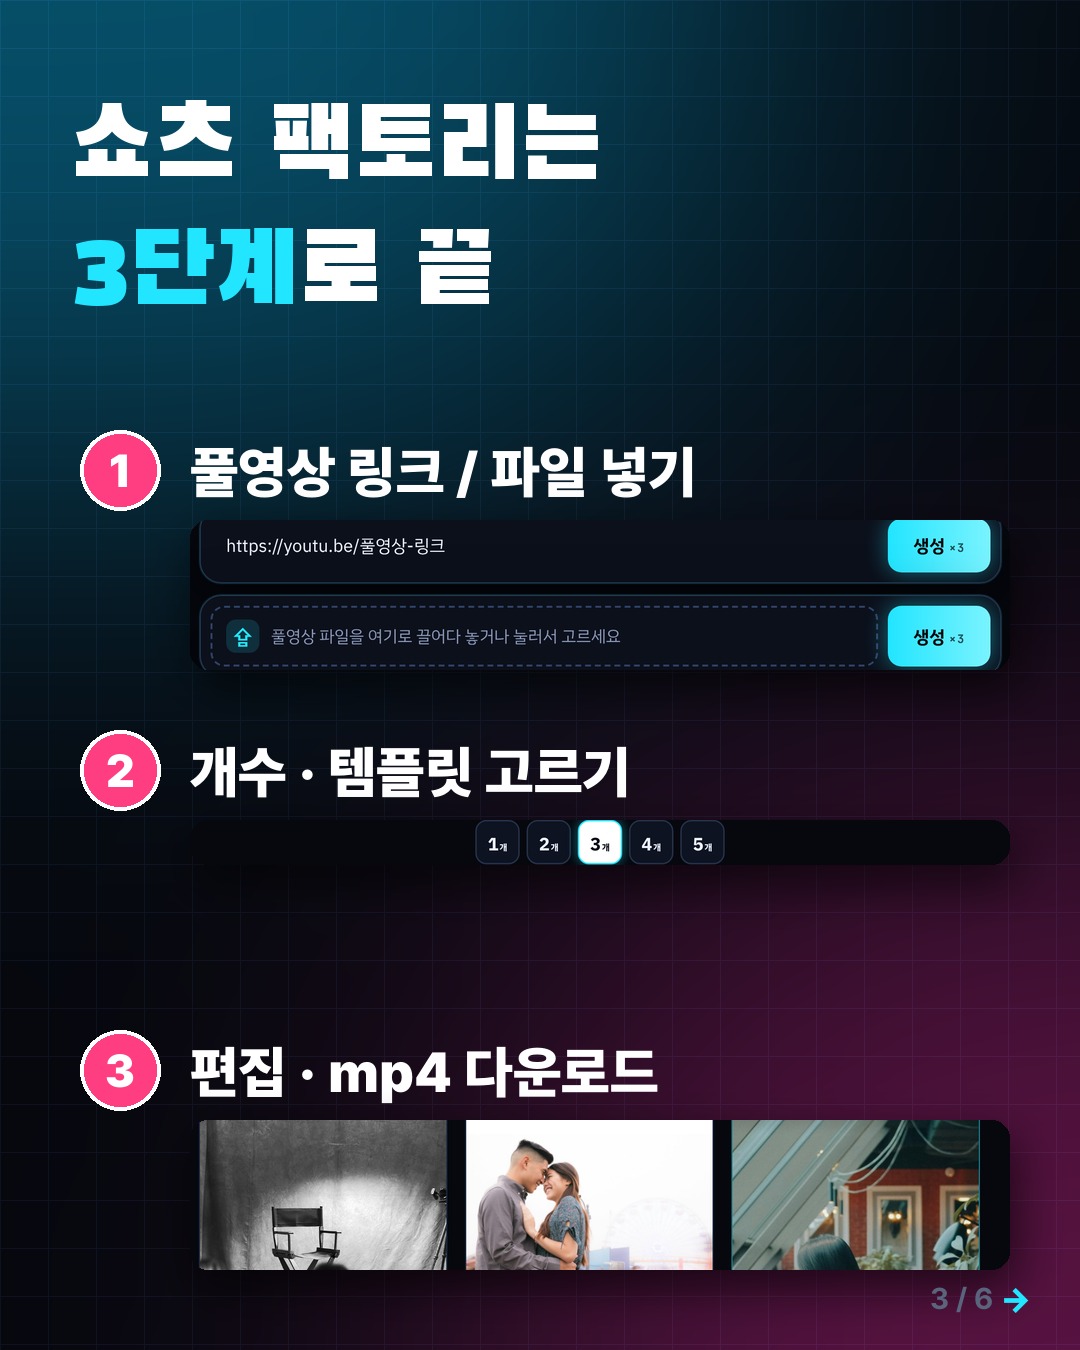 쇼츠 팩토리는
3단계로 끝
1 풀영상 링크 / 파일 넣기
https://youtu.be/풀영상-링크 생성 ×3
풀영상 파일을 여기로 끌어다 놓거나 눌러서 고르세요 생성 ×3
2 개수 · 템플릿 고르기
1개 2개 3개 4개 5개
3 편집 · mp4 다운로드
3 / 6